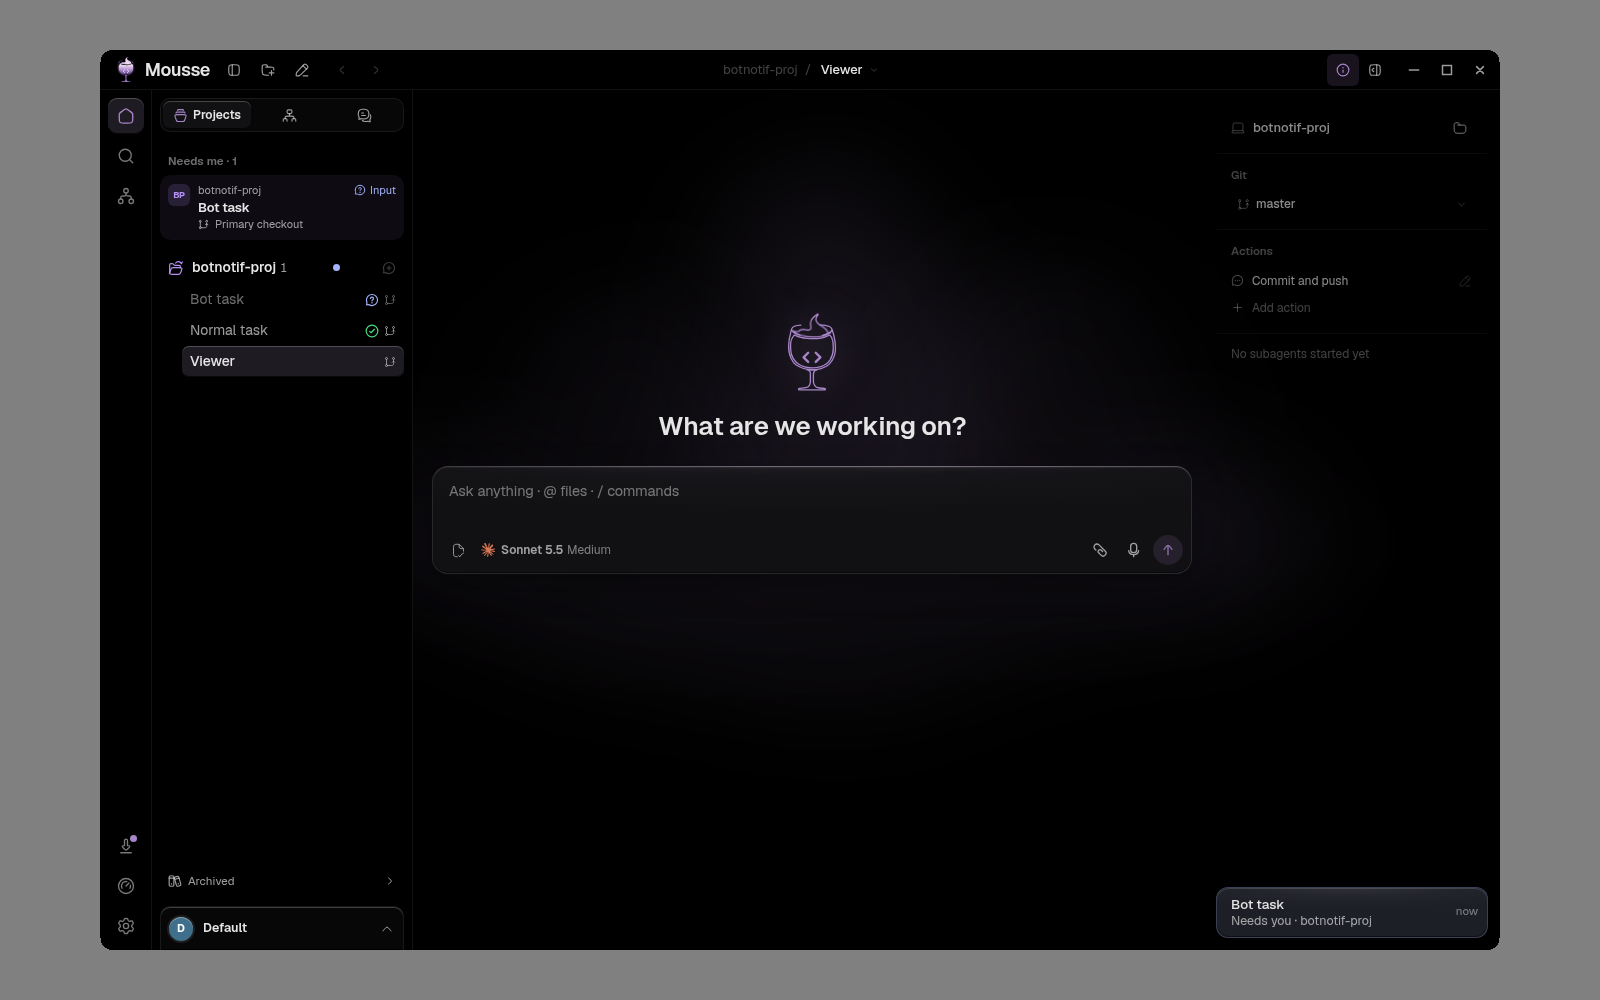 Mousse
botnotif-proj / Viewer
Projects
Needs me · 1
BP
botnotif-proj
Input
Bot task
Primary checkout
botnotif-proj 1
Bot task
Normal task
Viewer
Archived
D
Default
What are we working on?
Ask anything · @ files · / commands
Sonnet 5.5 Medium
botnotif-proj
Git
master
Actions
Commit and push
Add action
No subagents started yet
Bot task
Needs you · botnotif-proj
now